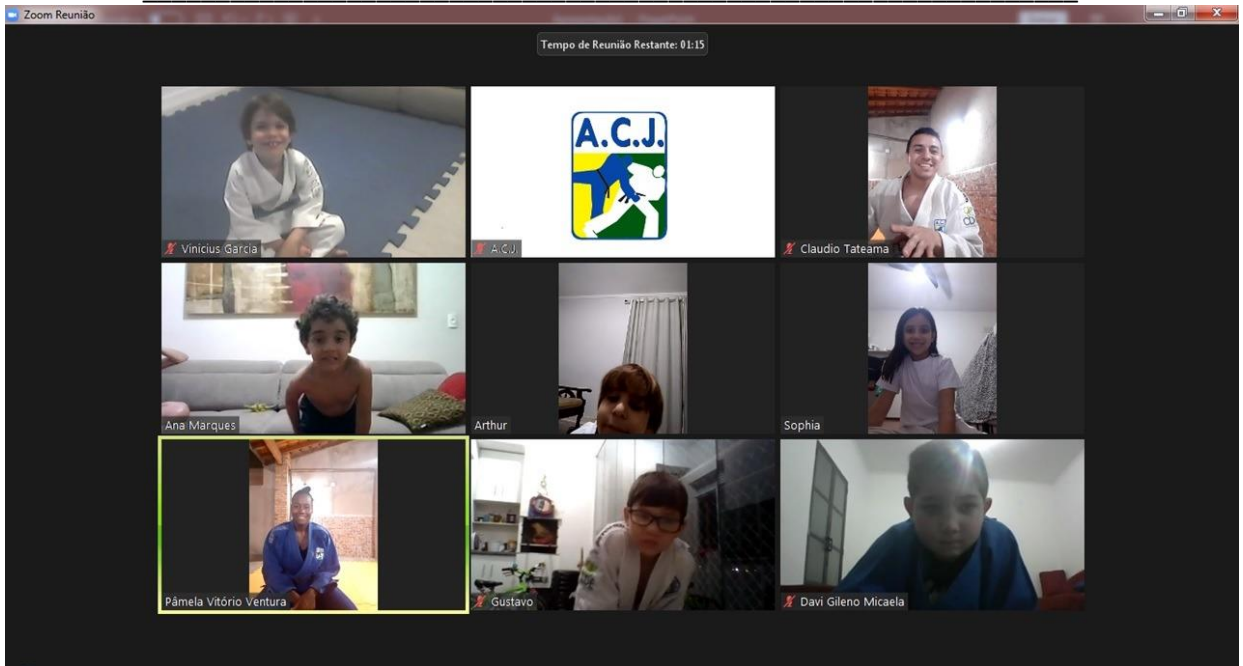 Zoom Reunião
Tempo de Reunião Restante: 01:15
A.C.J.
Vinicius Garcia
A.C.J.
Claudio Tateama
Ana Marques
Arthur
Sophia
Pâmela Vitório Ventura
Gustavo
Davi Gileno Micaela